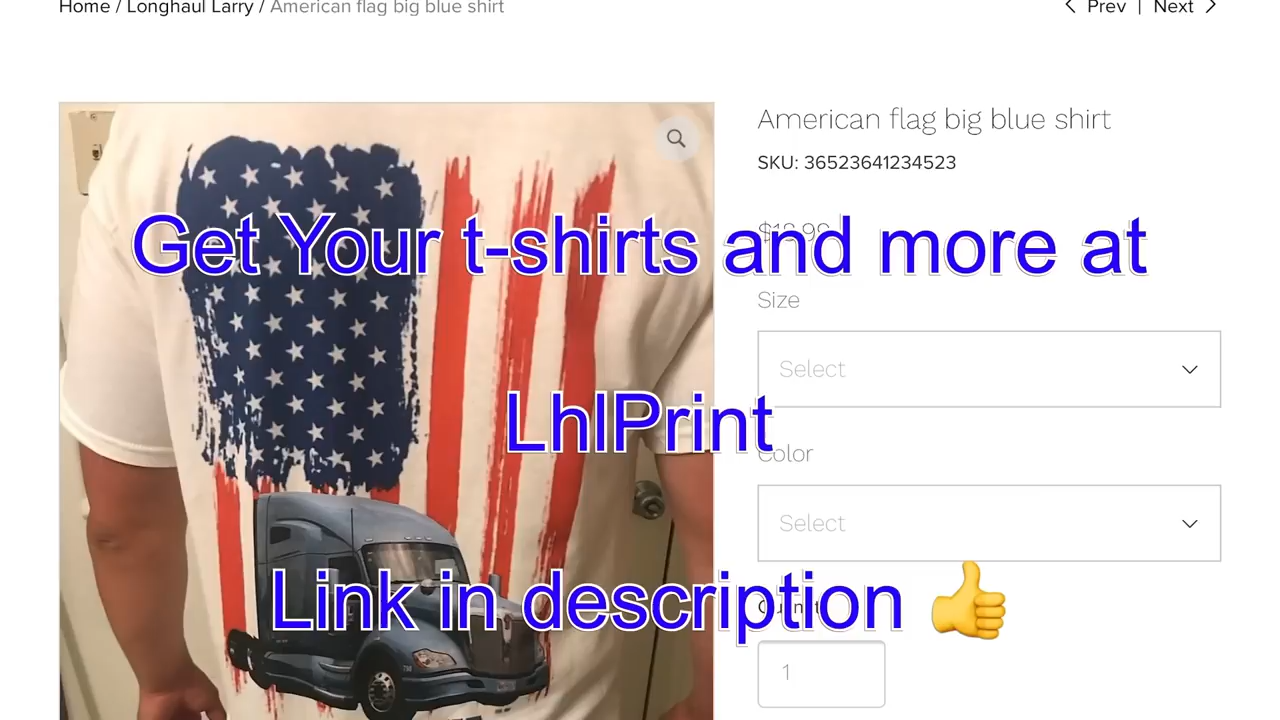 Home / Longhaul Larry / American flag big blue shirt
Prev | Next
American flag big blue shirt
SKU: 36523641234523
Get Your t-shirts and more at
Size
Select
LhlPrint
Color
Select
Link in description 👍
1